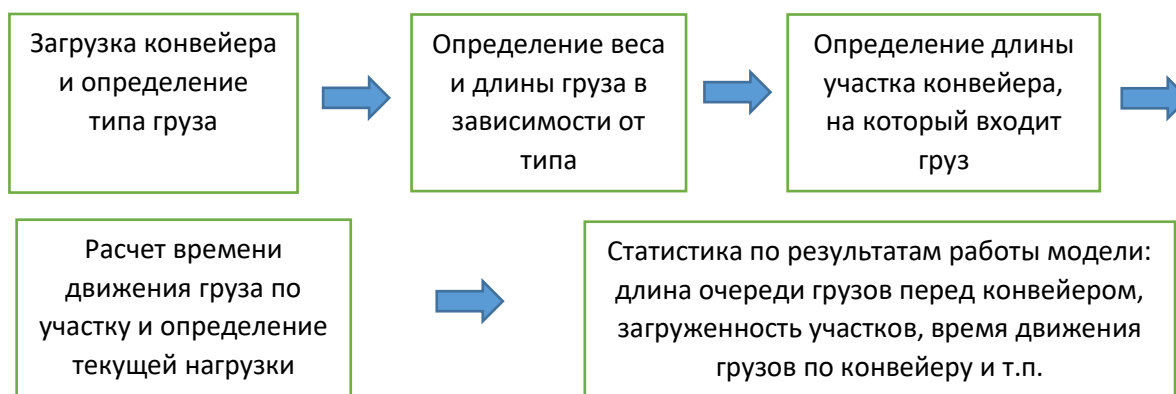 Загрузка конвейера
и определение
типа груза
Определение веса
и длины груза в
зависимости от
типа
Определение длины
участка конвейера,
на который входит
груз
Расчет времени
движения груза по
участку и определение
текущей нагрузки
Статистика по результатам работы модели:
длина очереди грузов перед конвейером,
загруженность участков, время движения
грузов по конвейеру и т.п.